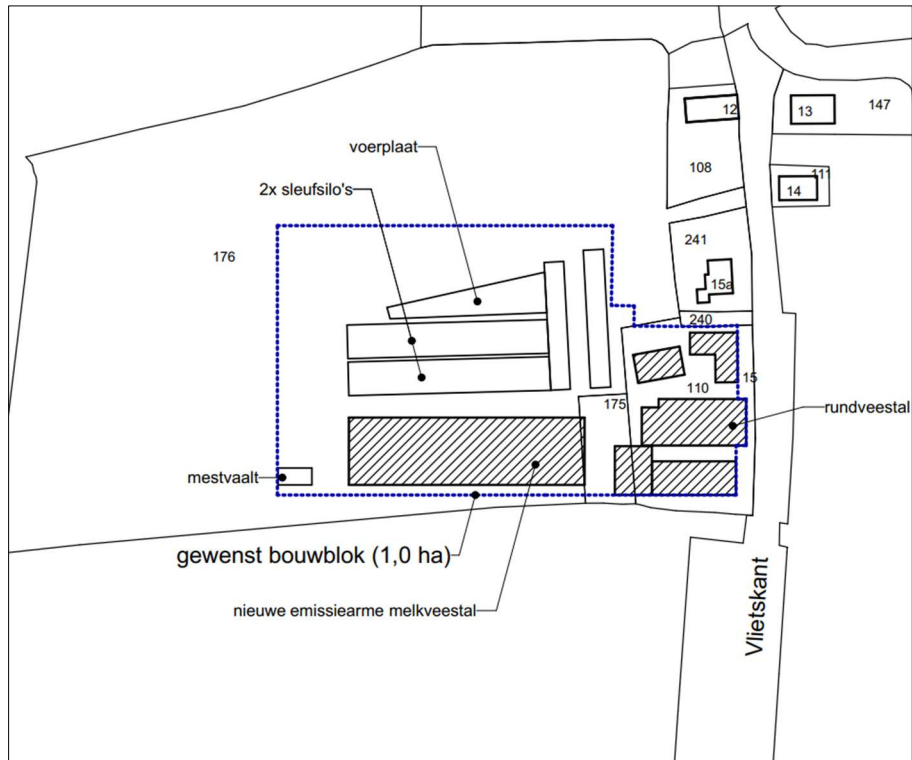 12
13
147
voerplaat
108
111
2x sleufsilo's
14
241
176
15a
240
15
110
175
rundveestal
mestvaalt
gewenst bouwblok (1,0 ha)
nieuwe emissiearme melkveestal
Vlietskant